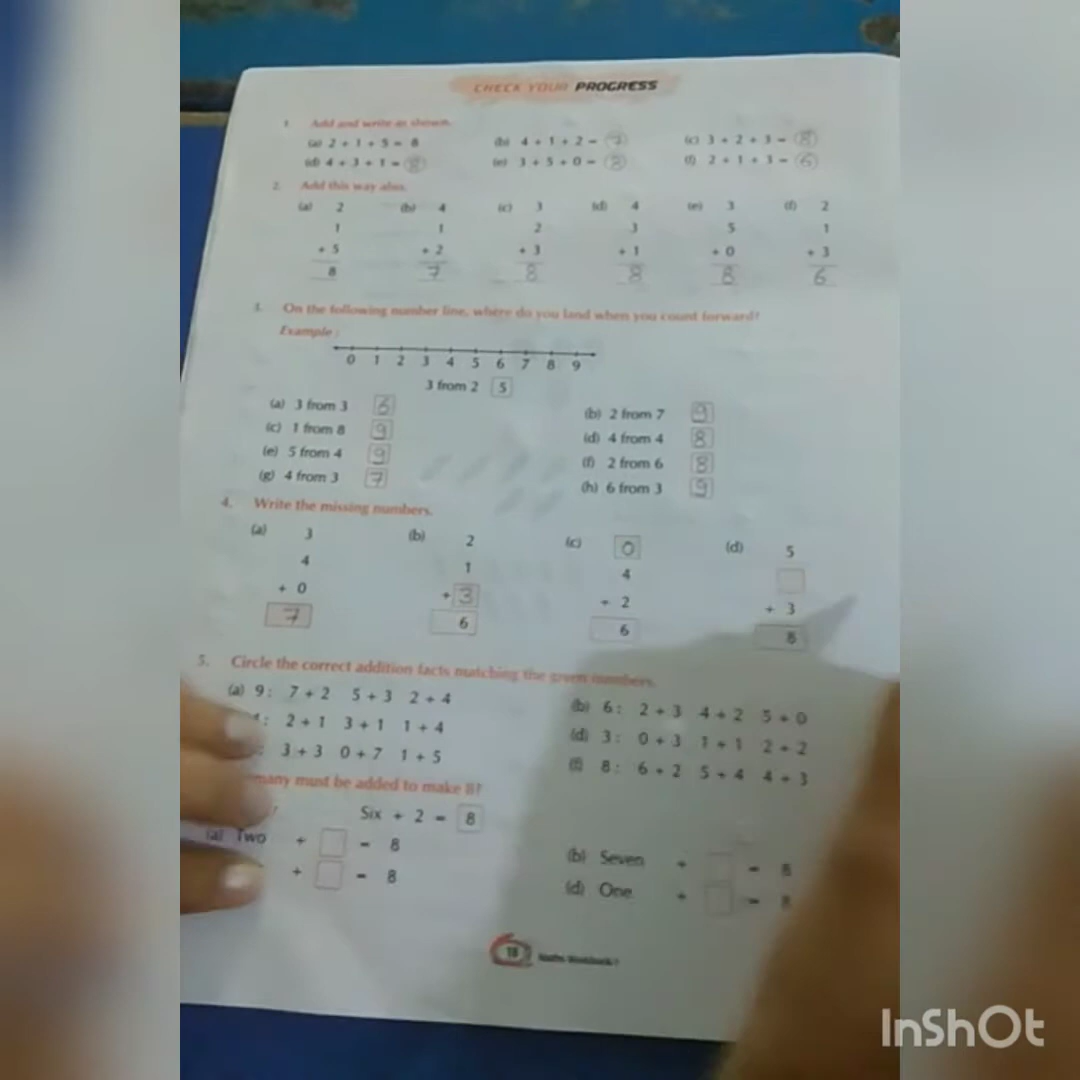 CHECK YOUR PROGRESS
1. Add and write as shown.
(a) 2 + 1 + 5 = 8 (b) 4 + 1 + 2 = 7 (c) 3 + 2 + 3 = 8
(d) 4 + 3 + 1 = 8 (e) 3 + 5 + 0 = 8 (f) 2 + 1 + 3 = 6
2. Add this way also.
(a) 2 (b) 4 (c) 3 (d) 4 (e) 3 (f) 2
1 1 2 3 5 1
+ 5 + 2 + 3 + 1 + 0 + 3
8 7 8 8 8 6
3. On the following number line, where do you land when you count forward?
Example :
0 1 2 3 4 5 6 7 8 9
3 from 2 5
(a) 3 from 3 6 (b) 2 from 7 9
(c) 1 from 8 9 (d) 4 from 4 8
(e) 5 from 4 9 (f) 2 from 6 8
(g) 4 from 3 7 (h) 6 from 3 9
4. Write the missing numbers.
(a) 3 (b) 2 (c) 0 (d) 5
4 1 4
+ 0 + 3 + 2 + 3
7 6 6 8
5. Circle the correct addition facts matching the given numbers.
(a) 9 : 7 + 2 5 + 3 2 + 4 (b) 6 : 2 + 3 4 + 2 5 + 0
: 2 + 1 3 + 1 1 + 4 (d) 3 : 0 + 3 1 + 1 2 + 2
: 3 + 3 0 + 7 1 + 5 (f) 8 : 6 + 2 5 + 4 4 + 3
many must be added to make 8?
Six + 2 = 8
(a) Two + = 8 (b) Seven + = 8
+ = 8 (d) One + = 8
18 Maths Workbook-1
InShOt